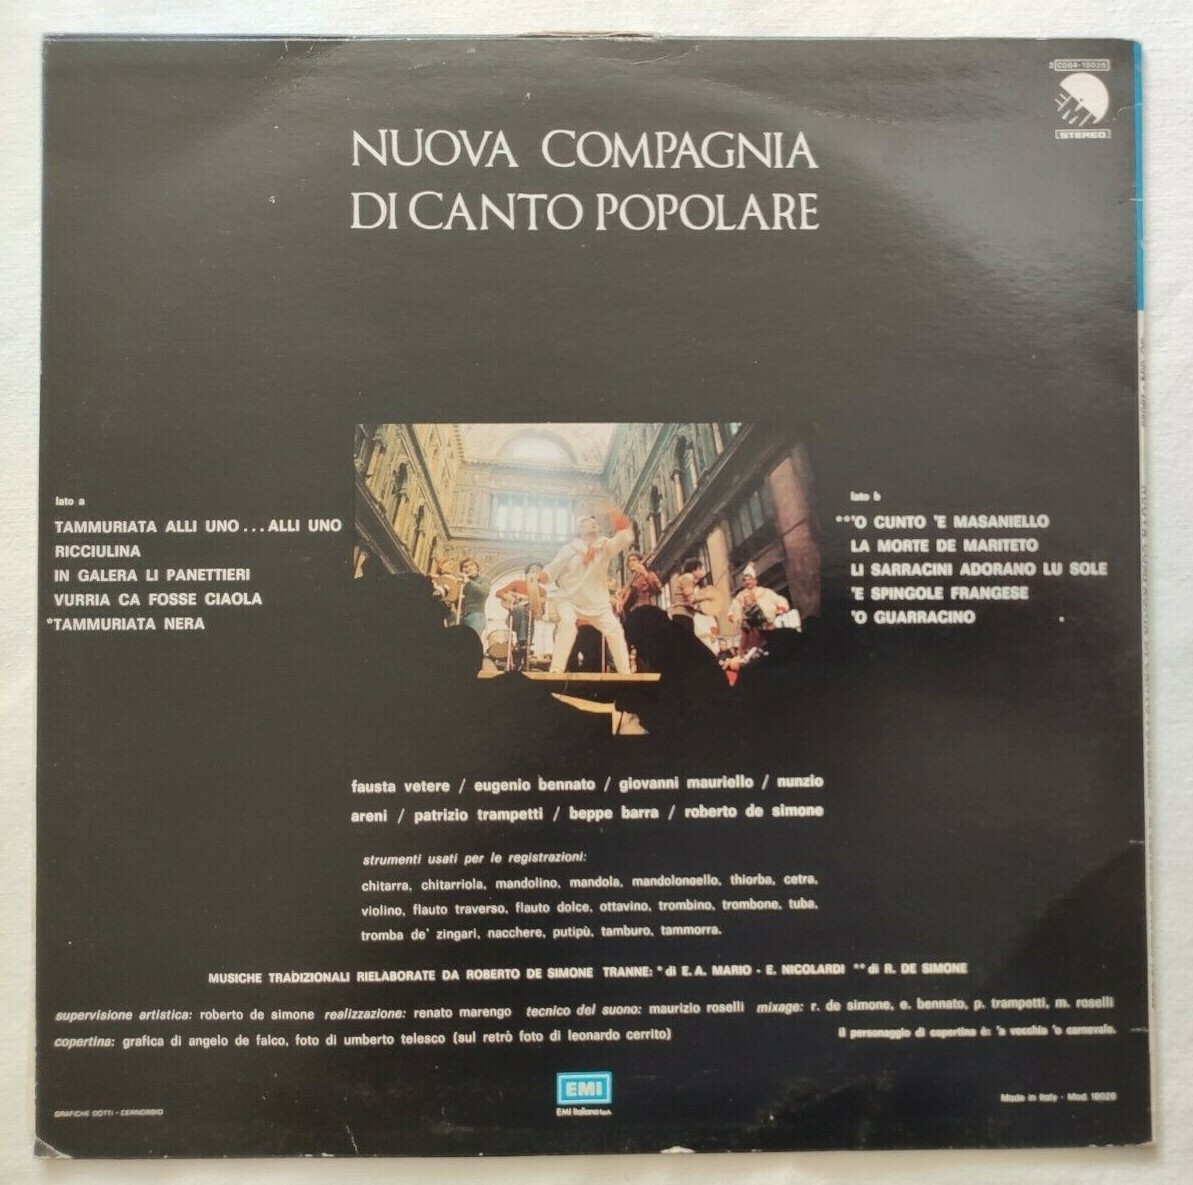 3C064-18026
EMI
STEREO
NUOVA COMPAGNIA
DI CANTO POPOLARE
lato a
TAMMURIATA ALLI UNO...ALLI UNO
RICCIULINA
IN GALERA LI PANETTIERI
VURRIA CA FOSSE CIAOLA
*TAMMURIATA NERA
lato b
**'O CUNTO 'E MASANIELLO
LA MORTE DE MARITETO
LI SARRACINI ADORANO LU SOLE
'E SPINGOLE FRANGESE
'O GUARRACINO
fausta vetere / eugenio bennato / giovanni mauriello / nunzio
areni / patrizio trampetti / beppe barra / roberto de simone
strumenti usati per le registrazioni:
chitarra, chitarriola, mandolino, mandola, mandoloncello, thiorba, cetra,
violino, flauto traverso, flauto dolce, ottavino, trombino, trombone, tuba,
tromba de' zingari, nacchere, putipù, tamburo, tammorra.
MUSICHE TRADIZIONALI RIELABORATE DA ROBERTO DE SIMONE TRANNE: * di E.A. MARIO - E. NICOLARDI ** di R. DE SIMONE
supervisione artistica: roberto de simone realizzazione: renato marengo tecnico del suono: maurizio roselli mixage: r. de simone, e. bennato, p. trampetti, m. roselli
copertina: grafica di angelo de falco, foto di umberto telesco (sul retrò foto di leonardo cerrito)
il personaggio di copertina è: 'a vecchia 'o carnevale.
EMI
EMI Italiana s.p.A.
GRAFICHE COTTI - CERNOBBIO
Made in Italy - Mod. 18026